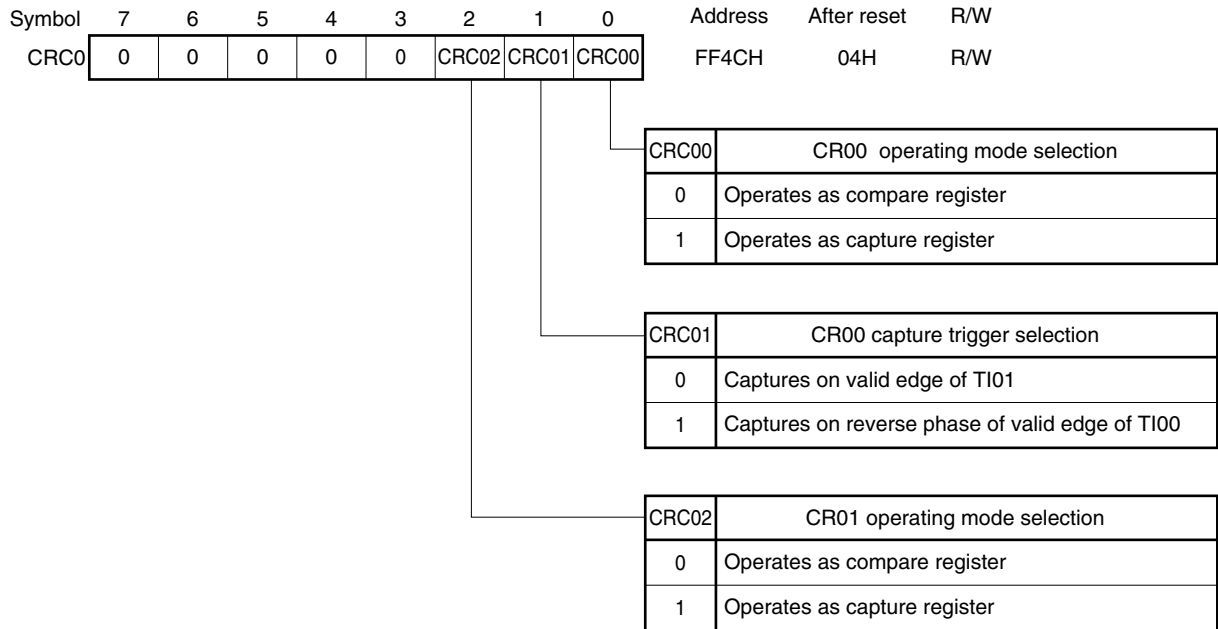 Symbol 7 6 5 4 3 2 1 0 Address After reset R/W
CRC0 0 0 0 0 0 CRC02 CRC01 CRC00 FF4CH 04H R/W
CRC00 CR00 operating mode selection
0 Operates as compare register
1 Operates as capture register
CRC01 CR00 capture trigger selection
0 Captures on valid edge of TI01
1 Captures on reverse phase of valid edge of TI00
CRC02 CR01 operating mode selection
0 Operates as compare register
1 Operates as capture register